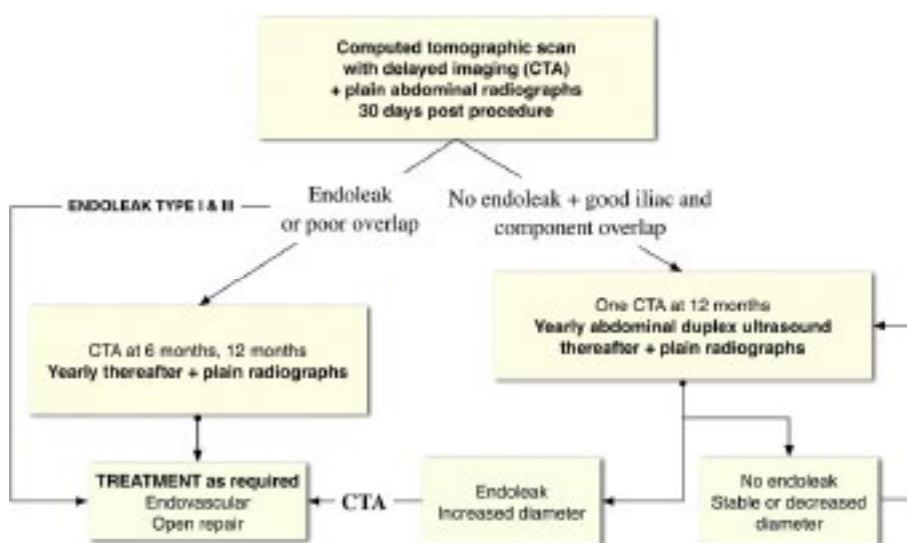 Computed tomographic scan
with delayed imaging (CTA)
+ plain abdominal radiographs
30 days post procedure
ENDOLEAK TYPE I & III
Endoleak
or poor overlap
No endoleak + good iliac and
component overlap
CTA at 6 months, 12 months
Yearly thereafter + plain radiographs
One CTA at 12 months
Yearly abdominal duplex ultrasound
thereafter + plain radiographs
TREATMENT as required
Endovascular
Open repair
CTA
Endoleak
Increased diameter
No endoleak
Stable or decreased
diameter